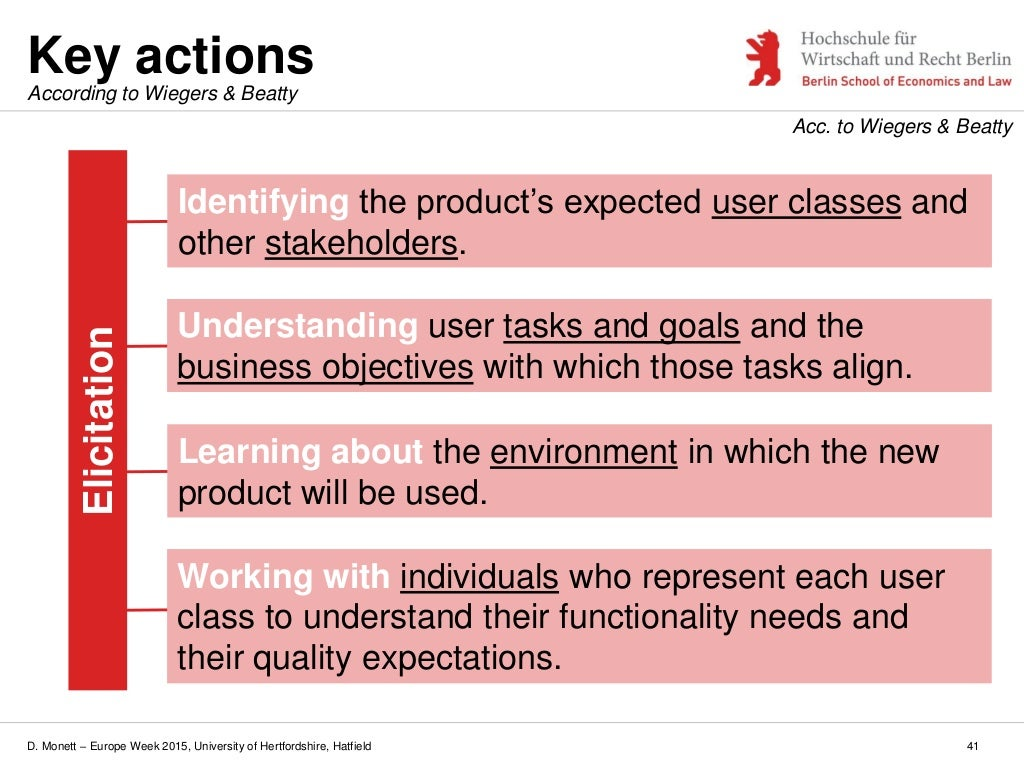 Key actions
According to Wiegers & Beatty
Hochschule für
Wirtschaft und Recht Berlin
Berlin School of Economics and Law
Acc. to Wiegers & Beatty
Elicitation
Identifying the product’s expected user classes and
other stakeholders.
Understanding user tasks and goals and the
business objectives with which those tasks align.
Learning about the environment in which the new
product will be used.
Working with individuals who represent each user
class to understand their functionality needs and
their quality expectations.
D. Monett – Europe Week 2015, University of Hertfordshire, Hatfield
41